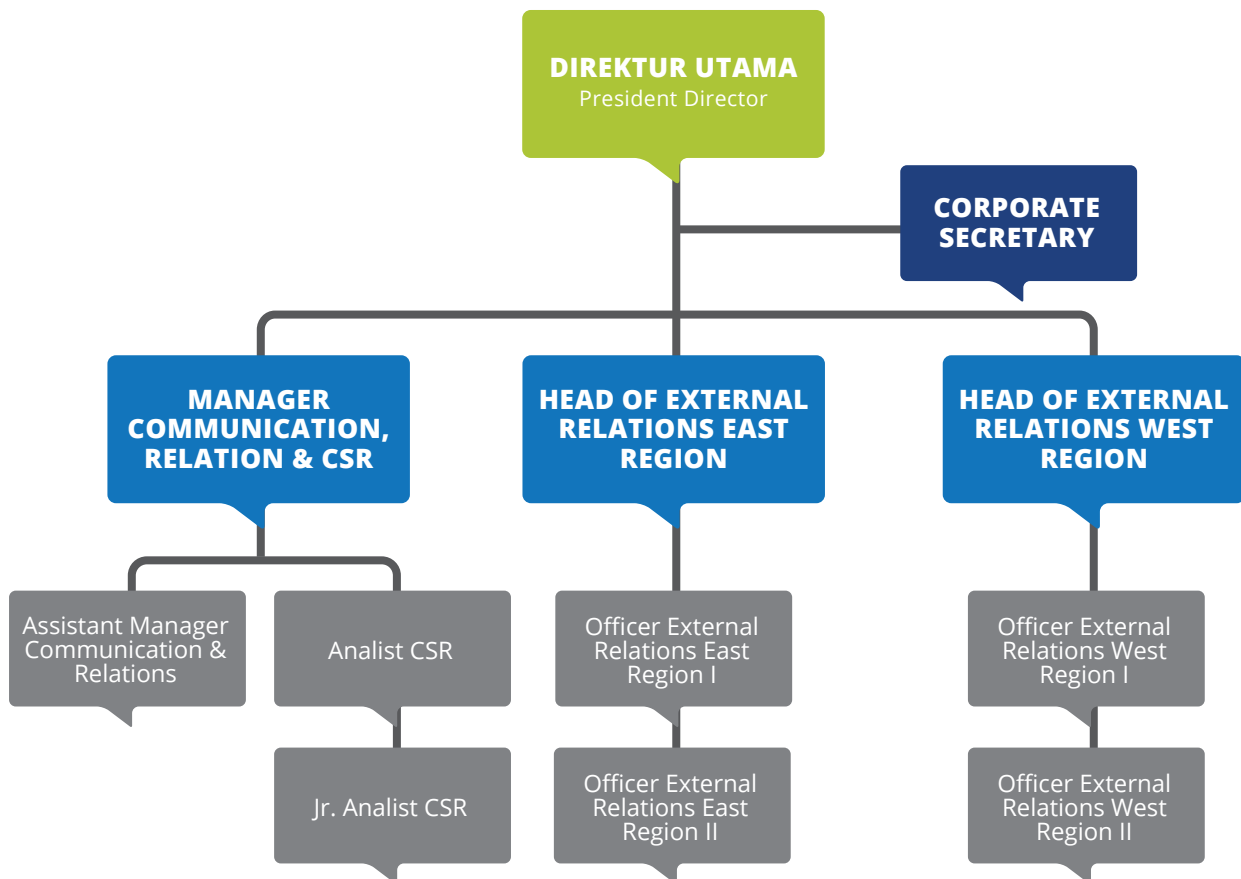 DIREKTUR UTAMA
President Director
CORPORATE
SECRETARY
MANAGER
COMMUNICATION,
RELATION & CSR
HEAD OF EXTERNAL
RELATIONS EAST
REGION
HEAD OF EXTERNAL
RELATIONS WEST
REGION
Assistant Manager
Communication &
Relations
Analist CSR
Officer External
Relations East
Region I
Officer External
Relations West
Region I
Jr. Analist CSR
Officer External
Relations East
Region II
Officer External
Relations West
Region II